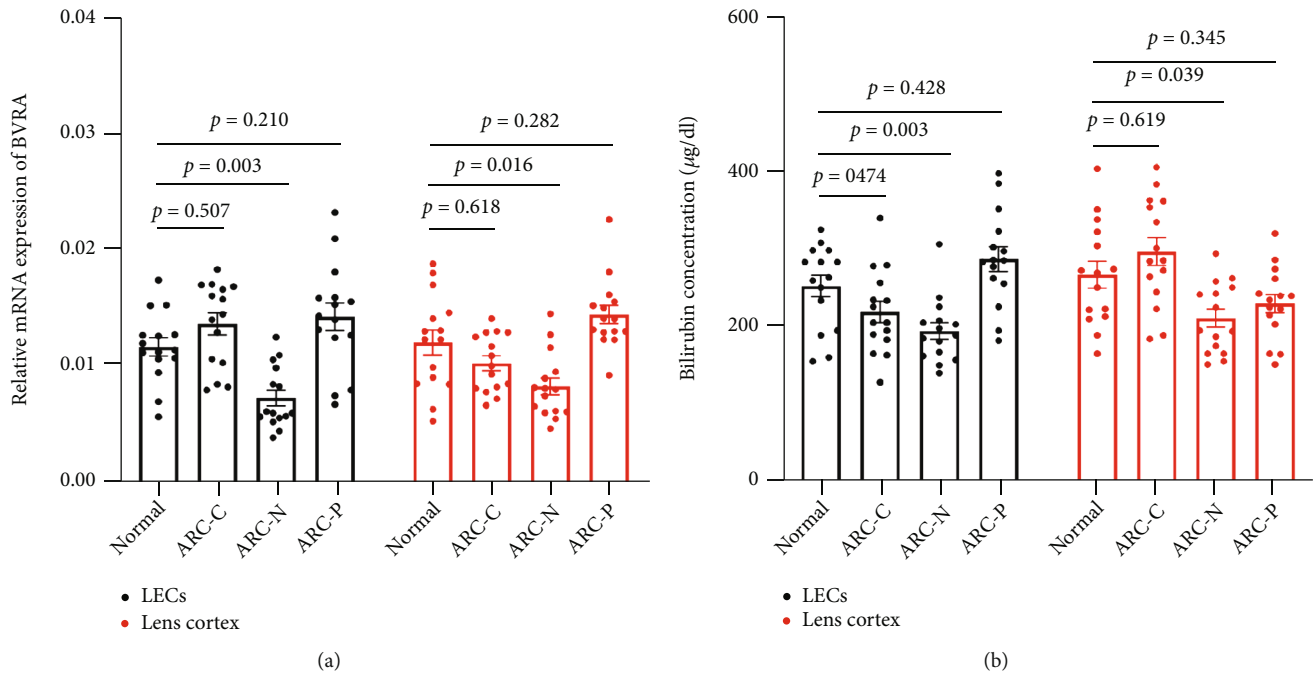 0.04
0.03
0.02
0.01
0.00
Relative mRNA expression of BVRA
p = 0.210
p = 0.003
p = 0.507
p = 0.282
p = 0.016
p = 0.618
Normal
ARC-C
ARC-N
ARC-P
Normal
ARC-C
ARC-N
ARC-P
LECs
Lens cortex
(a)
600
400
200
0
Bilirubin concentration (μg/dl)
p = 0.428
p = 0.003
p = 0474
p = 0.345
p = 0.039
p = 0.619
Normal
ARC-C
ARC-N
ARC-P
Normal
ARC-C
ARC-N
ARC-P
LECs
Lens cortex
(b)